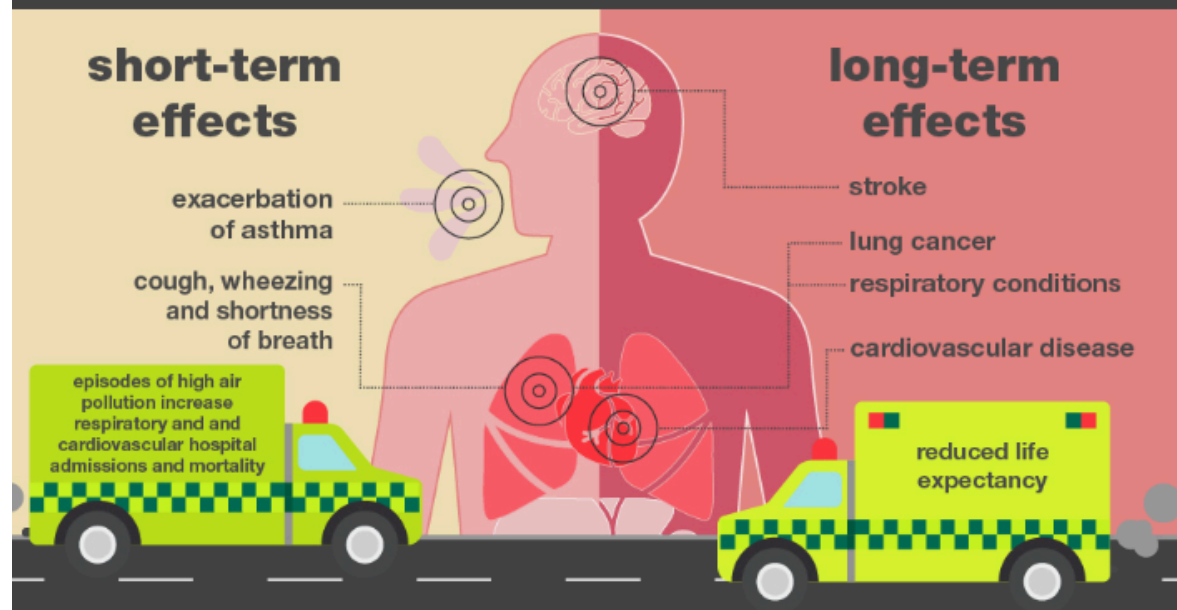 short-term
effects
exacerbation
of asthma
cough, wheezing
and shortness
of breath
episodes of high air
pollution increase
respiratory and and
cardiovascular hospital
admissions and mortality
long-term
effects
stroke
lung cancer
respiratory conditions
cardiovascular disease
reduced life
expectancy